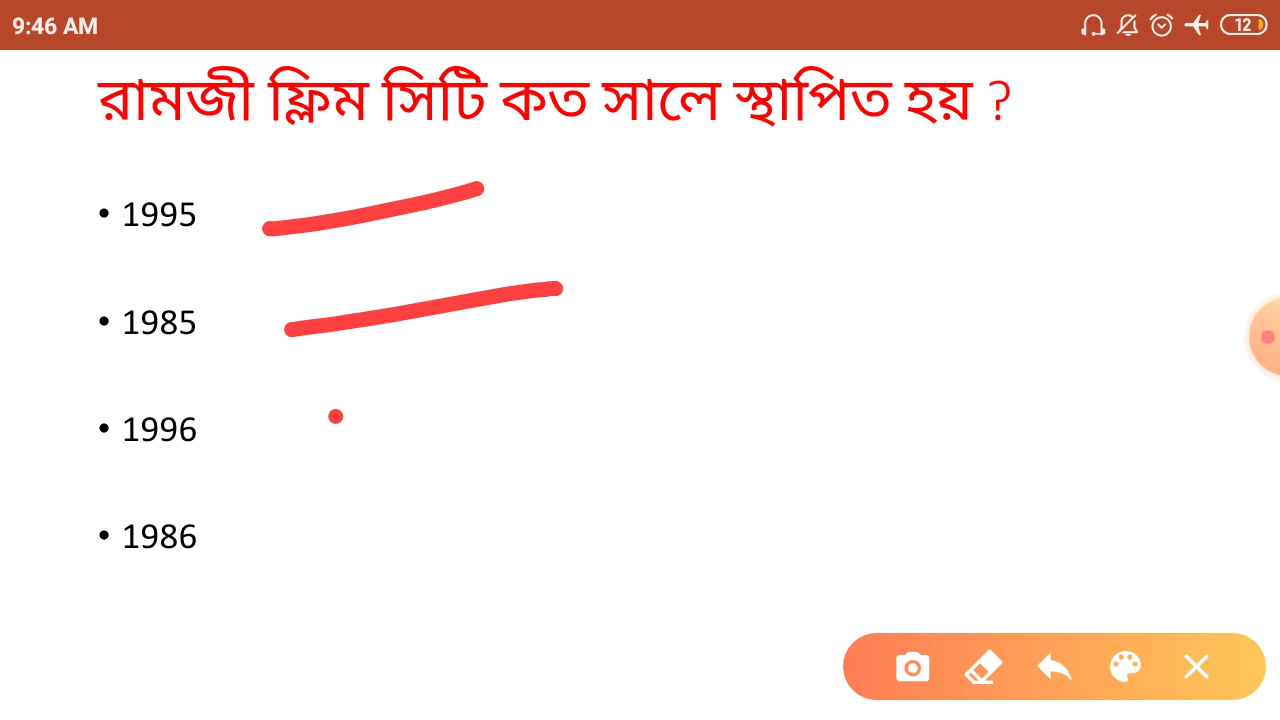 9:46 AM 12
রামজী ফ্লিম সিটি কত সালে স্থাপিত হয় ?
• 1995
• 1985
• 1996
• 1986